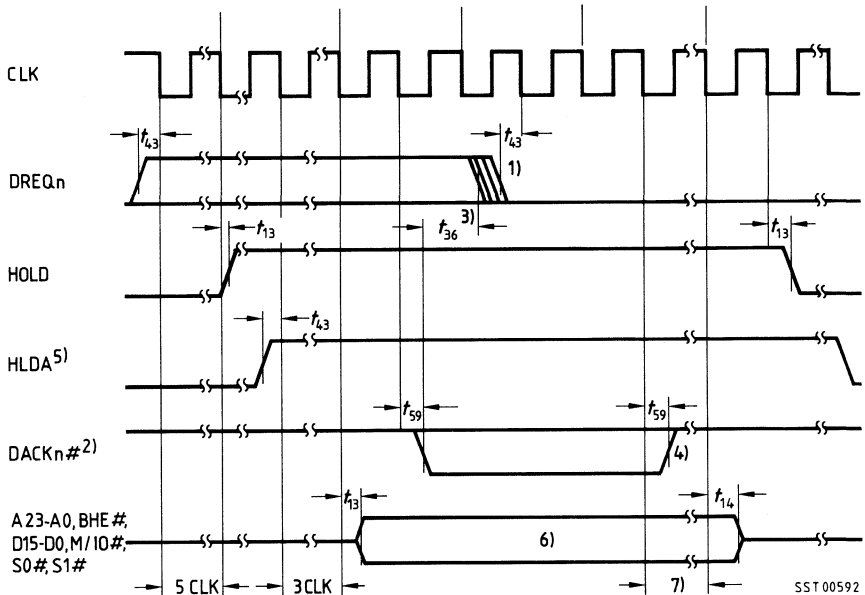 CLK
t43
t43
1)
DREQn
3)
t13
t36
t13
HOLD
t43
HLDA5)
t59
t59
DACKn#2)
4)
t13
t14
A23-A0, BHE#,
D15-D0, M/IO#,
S0#, S1#
6)
5 CLK
3CLK
7)
SST00592